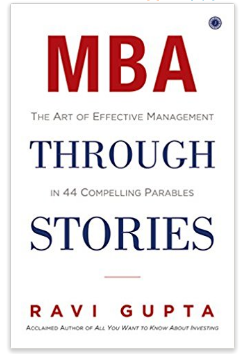 MBA
THE ART OF EFFECTIVE MANAGEMENT
THROUGH
IN 44 COMPELLING PARABLES
STORIES
RAVI GUPTA
ACCLAIMED AUTHOR OF ALL YOU WANT TO KNOW ABOUT INVESTING